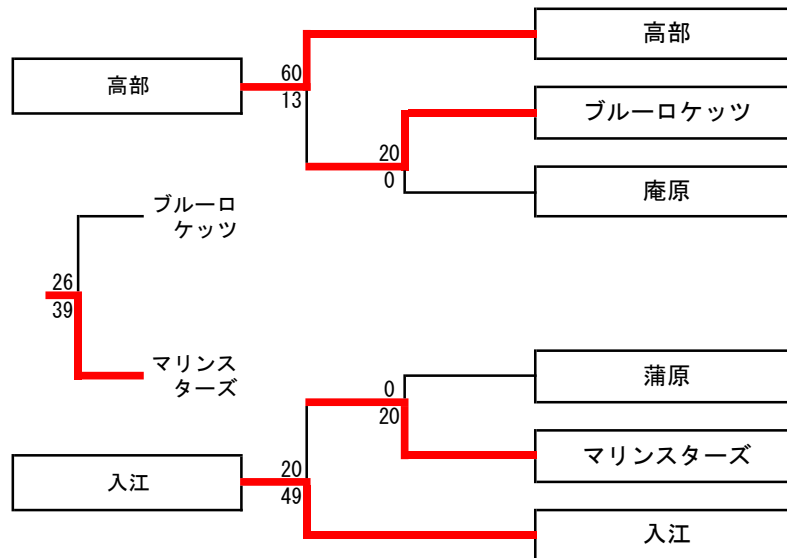 高部
高部
60
13
ブルーロケッツ
20
0
庵原
ブルーロ
ケッツ
26
39
マリンス
ターズ
蒲原
0
20
マリンスターズ
入江
20
49
入江